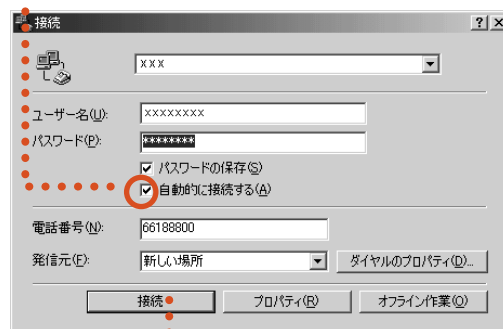 接続
xxx
ユーザー名(U): xxxxxxxx
パスワード(P): ********
パスワードの保存(S)
自動的に接続する(A)
電話番号(N): 66188800
発信元(F): 新しい場所 ダイヤルのプロパティ(D)...
接続 プロパティ(R) オフライン作業(O)